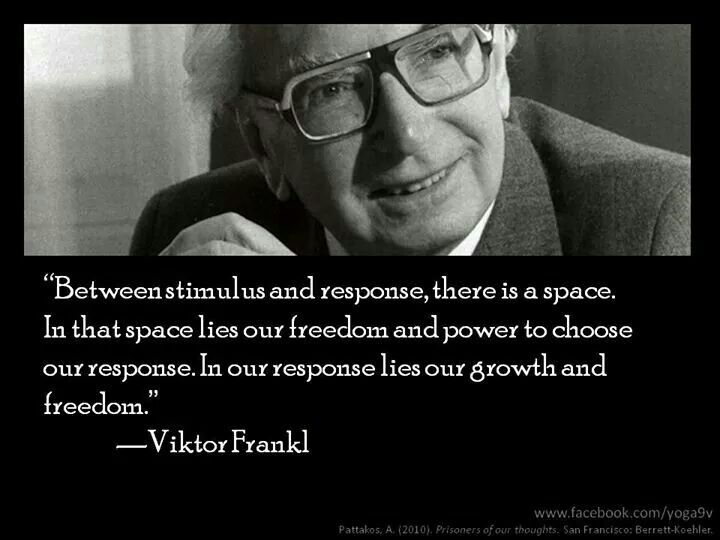 “Between stimulus and response, there is a space.
In that space lies our freedom and power to choose
our response. In our response lies our growth and
freedom.”
—Viktor Frankl
www.facebook.com/yoga9v
Pattakos, A. (2010). Prisoners of our thoughts. San Francisco: Berrett-Koehler.